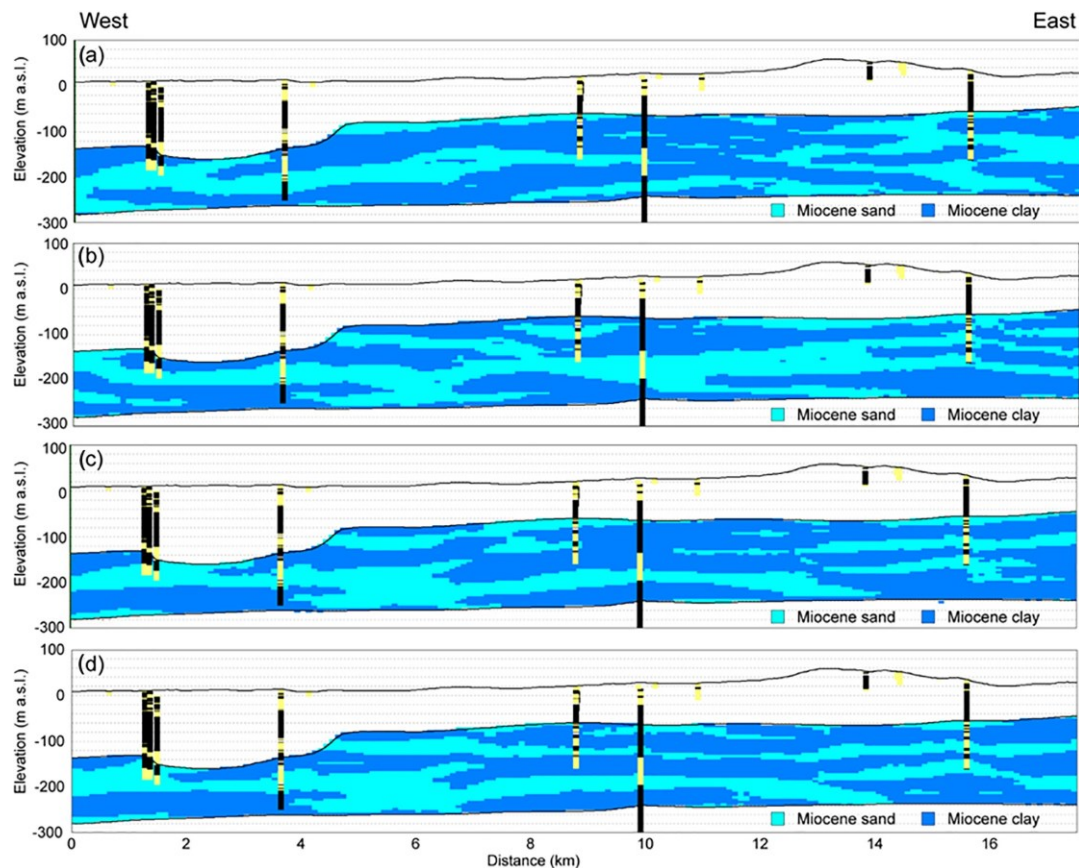 West East
(a)
100
0
-100
-200
-300
Elevation (m a.s.l.)
Miocene sand Miocene clay
(b)
100
0
-100
-200
-300
Elevation (m a.s.l.)
Miocene sand Miocene clay
(c)
100
0
-100
-200
-300
Elevation (m a.s.l.)
Miocene sand Miocene clay
(d)
100
0
-100
-200
-300
Elevation (m a.s.l.)
Miocene sand Miocene clay
0 2 4 6 8 10 12 14 16
Distance (km)